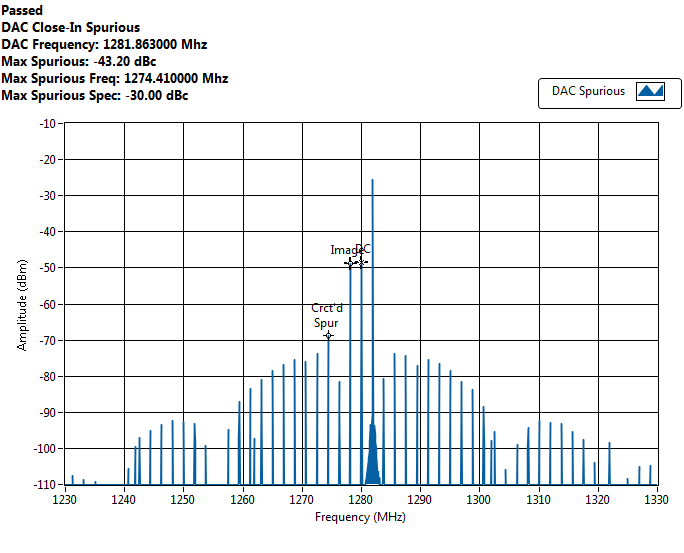 Passed
DAC Close-In Spurious
DAC Frequency: 1281.863000 Mhz
Max Spurious: -43.20 dBc
Max Spurious Freq: 1274.410000 Mhz
Max Spurious Spec: -30.00 dBc
DAC Spurious
-10
-20
-30
-40
-50
-60
-70
-80
-90
-100
-110
Amplitude (dBm)
Image
DC
Crct'd
Spur
1230 1240 1250 1260 1270 1280 1290 1300 1310 1320 1330
Frequency (MHz)